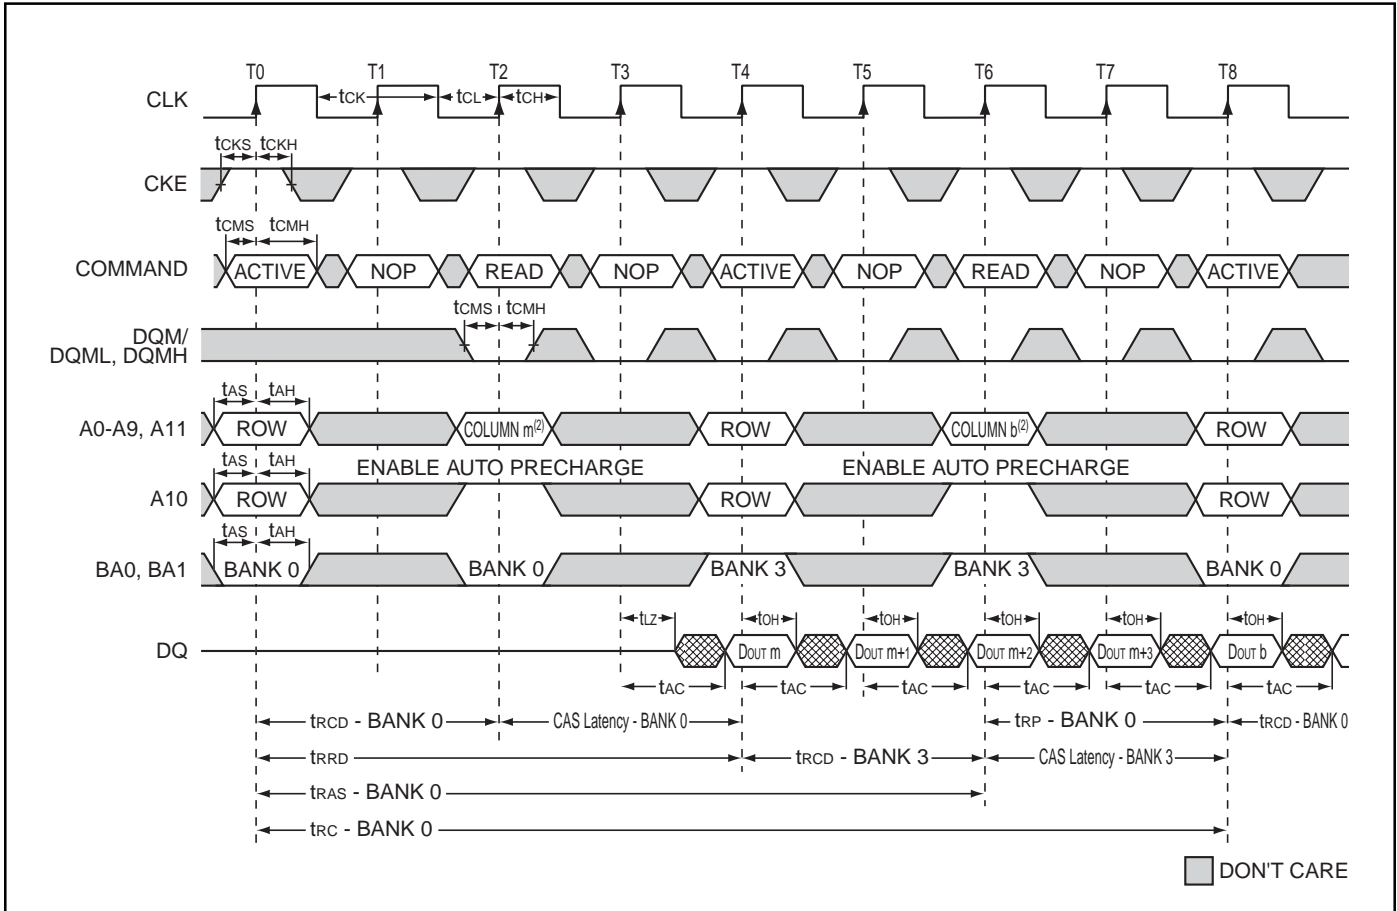 T0 T1 T2 T3 T4 T5 T6 T7 T8
CLK tCK tCL tCH
tCKS tCKH
CKE
tCMS tCMH
COMMAND ACTIVE NOP READ NOP ACTIVE NOP READ NOP ACTIVE
tCMS tCMH
DQM/
DQML, DQMH
tAS tAH
A0-A9, A11 ROW COLUMN m(2) ROW COLUMN b(2) ROW
tAS tAH ENABLE AUTO PRECHARGE ENABLE AUTO PRECHARGE
A10 ROW ROW ROW
tAS tAH
BA0, BA1 BANK 0 BANK 0 BANK 3 BANK 3 BANK 0
tLZ tOH tOH tOH tOH tOH
DQ DOUT m DOUT m+1 DOUT m+2 DOUT m+3 DOUT b
tAC tAC tAC tAC tAC tAC
tRCD - BANK 0 CAS Latency - BANK 0 tRP - BANK 0 tRCD - BANK 0
tRRD tRCD - BANK 3 CAS Latency - BANK 3
tRAS - BANK 0
tRC - BANK 0
DON'T CARE